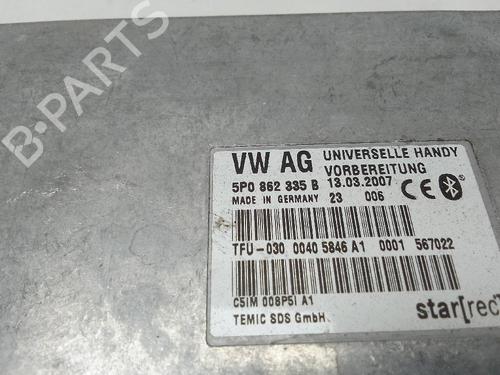 B-PARTS
VW AG UNIVERSELLE HANDY
VORBEREITUNG
5P0 862 335 B 13.03.2007
MADE IN GERMANY 23 006 CE
TFU-030 0040 5846 A1 0001 567022
C5IM 008P5I A1
TEMIC SDS GmbH. star[rec]